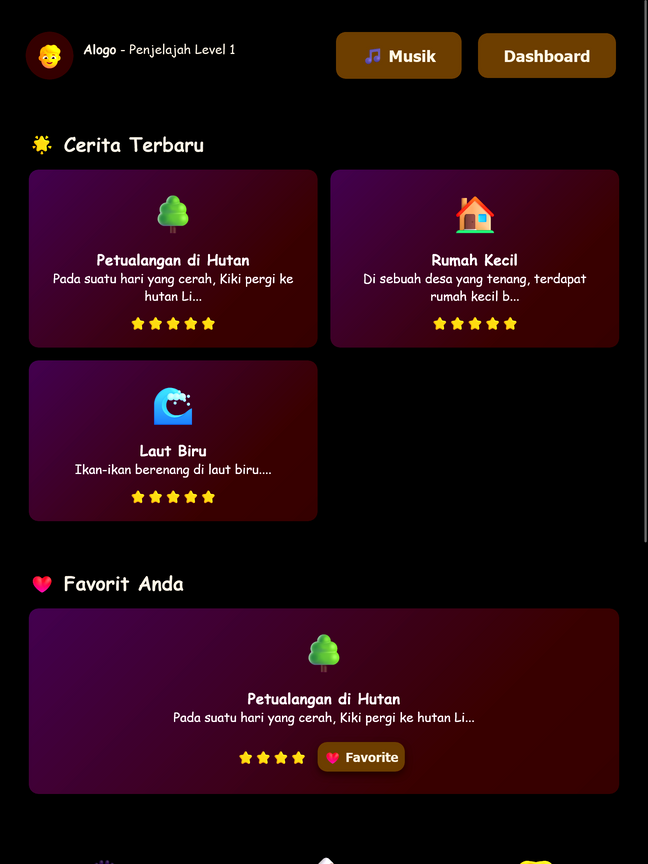 Alogo - Penjelajah Level 1
Musik
Dashboard
Cerita Terbaru
Petualangan di Hutan
Pada suatu hari yang cerah, Kiki pergi ke
hutan Li...
Rumah Kecil
Di sebuah desa yang tenang, terdapat
rumah kecil b...
Laut Biru
Ikan-ikan berenang di laut biru....
Favorit Anda
Petualangan di Hutan
Pada suatu hari yang cerah, Kiki pergi ke hutan Li...
Favorite